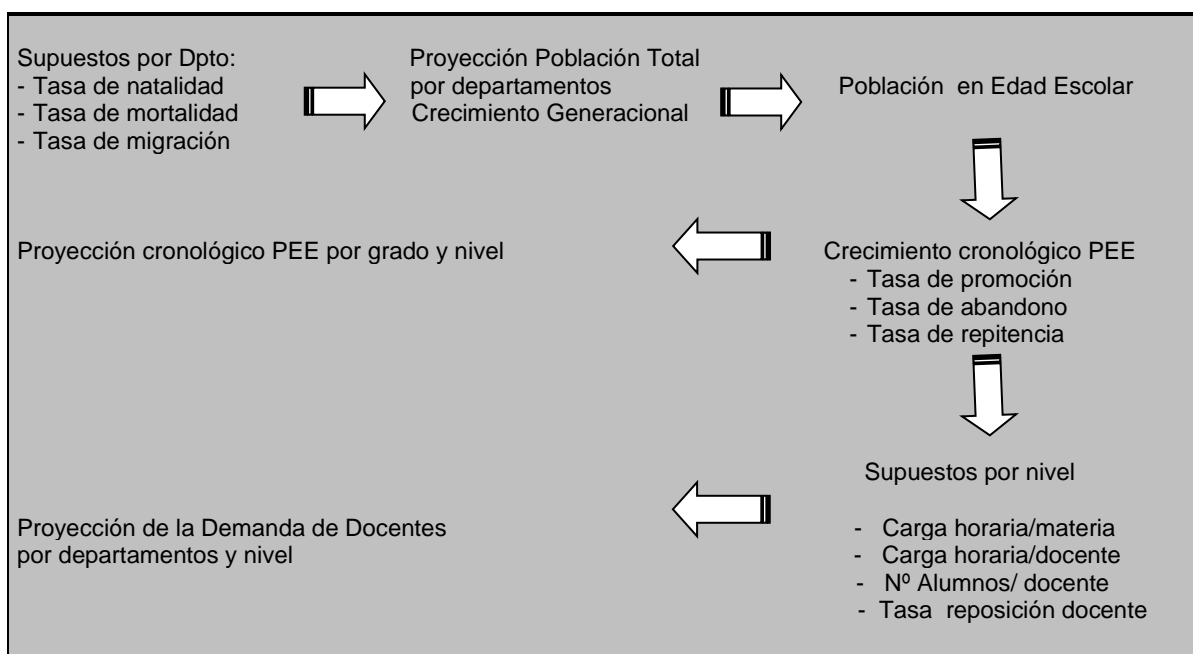 Supuestos por Dpto:
- Tasa de natalidad
- Tasa de mortalidad
- Tasa de migración
Proyección Población Total
por departamentos
Crecimiento Generacional
Población en Edad Escolar
Proyección cronológico PEE por grado y nivel
Crecimiento cronológico PEE
- Tasa de promoción
- Tasa de abandono
- Tasa de repitencia
Supuestos por nivel
Proyección de la Demanda de Docentes
por departamentos y nivel
- Carga horaria/materia
- Carga horaria/docente
- Nº Alumnos/ docente
- Tasa reposición docente